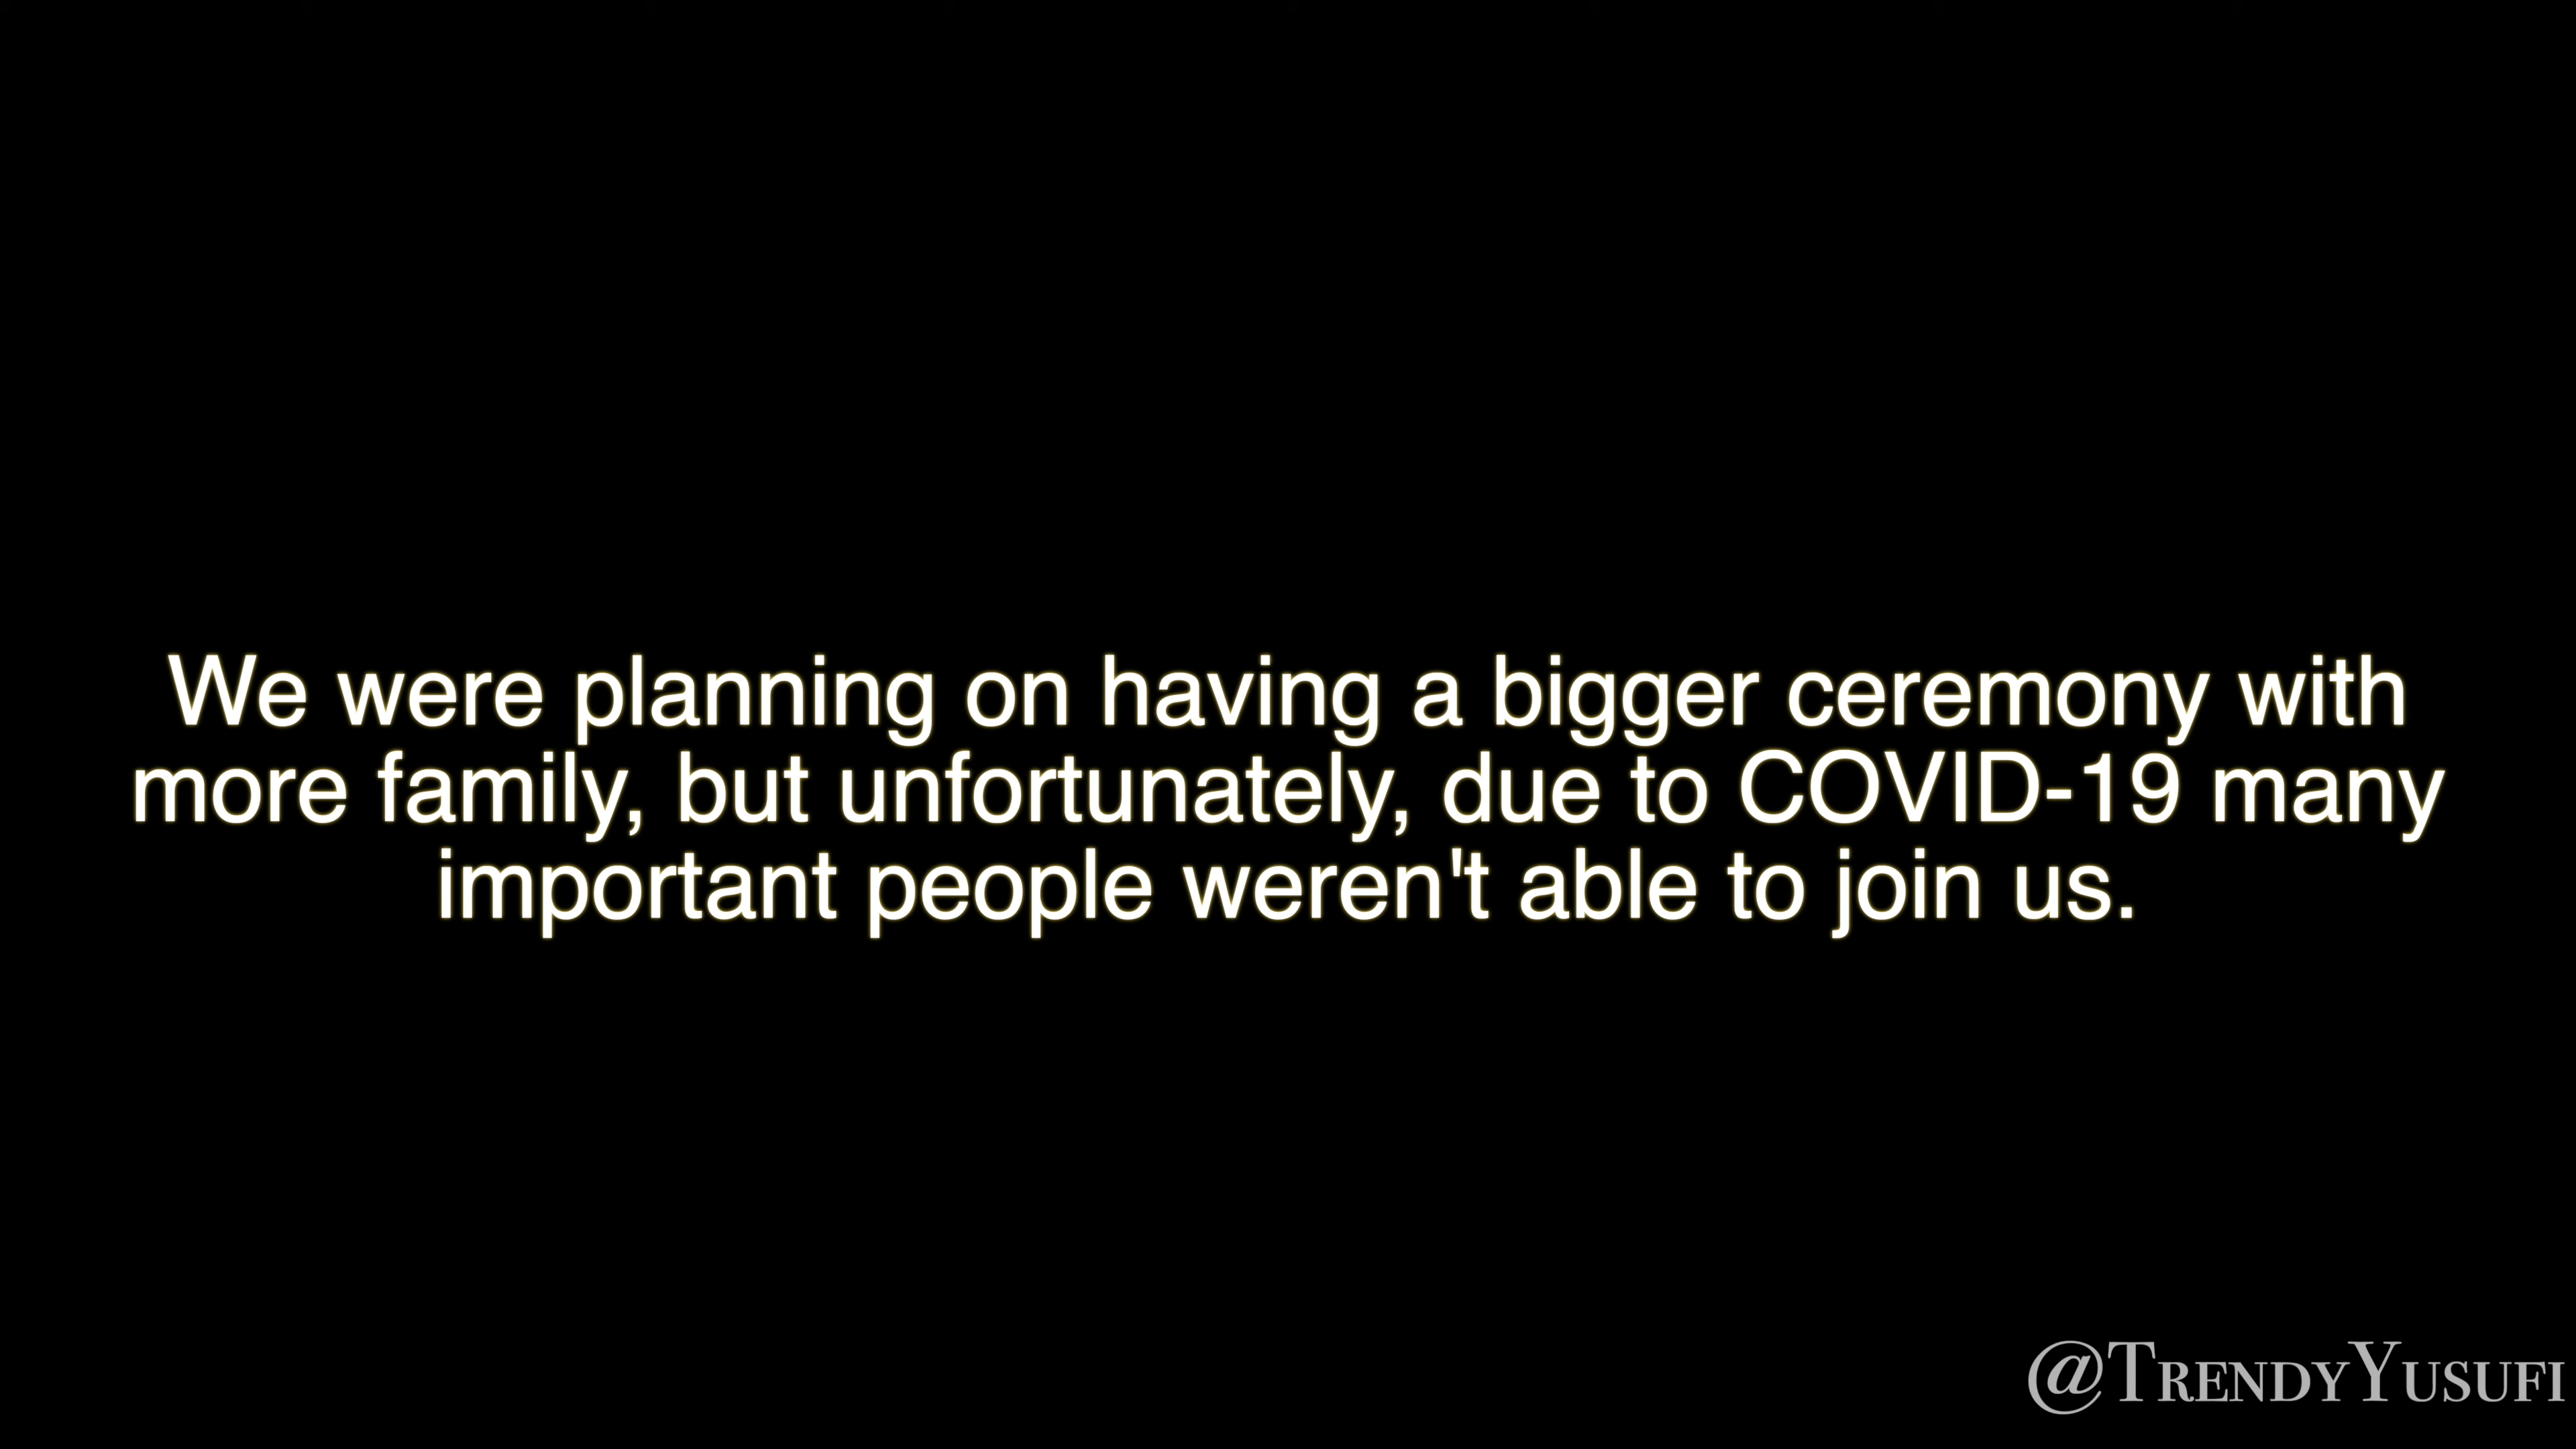 We were planning on having a bigger ceremony with
more family, but unfortunately, due to COVID-19 many
important people weren't able to join us.
@TrendyYusufi